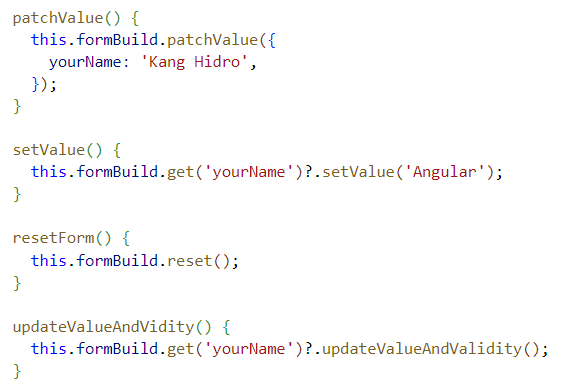 patchValue() {
  this.formBuild.patchValue({
    yourName: 'Kang Hidro',
  });
}

setValue() {
  this.formBuild.get('yourName')?.setValue('Angular');
}

resetForm() {
  this.formBuild.reset();
}

updateValueAndVidity() {
  this.formBuild.get('yourName')?.updateValueAndValidity();
}